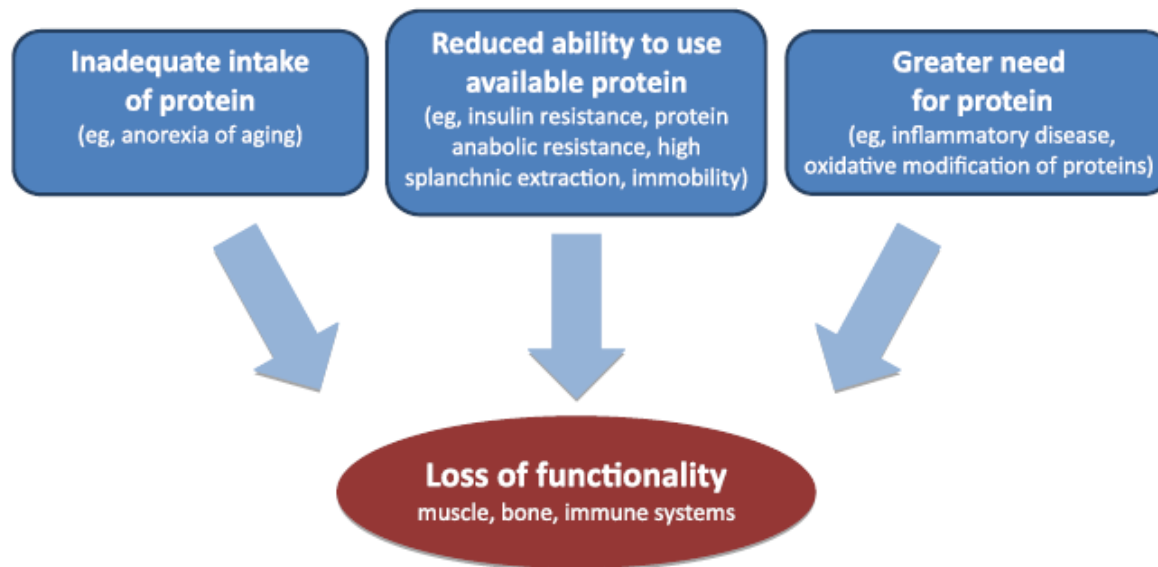 Inadequate intake
of protein
(eg, anorexia of aging)
Reduced ability to use
available protein
(eg, insulin resistance, protein
anabolic resistance, high
splanchnic extraction, immobility)
Greater need
for protein
(eg, inflammatory disease,
oxidative modification of proteins)
Loss of functionality
muscle, bone, immune systems